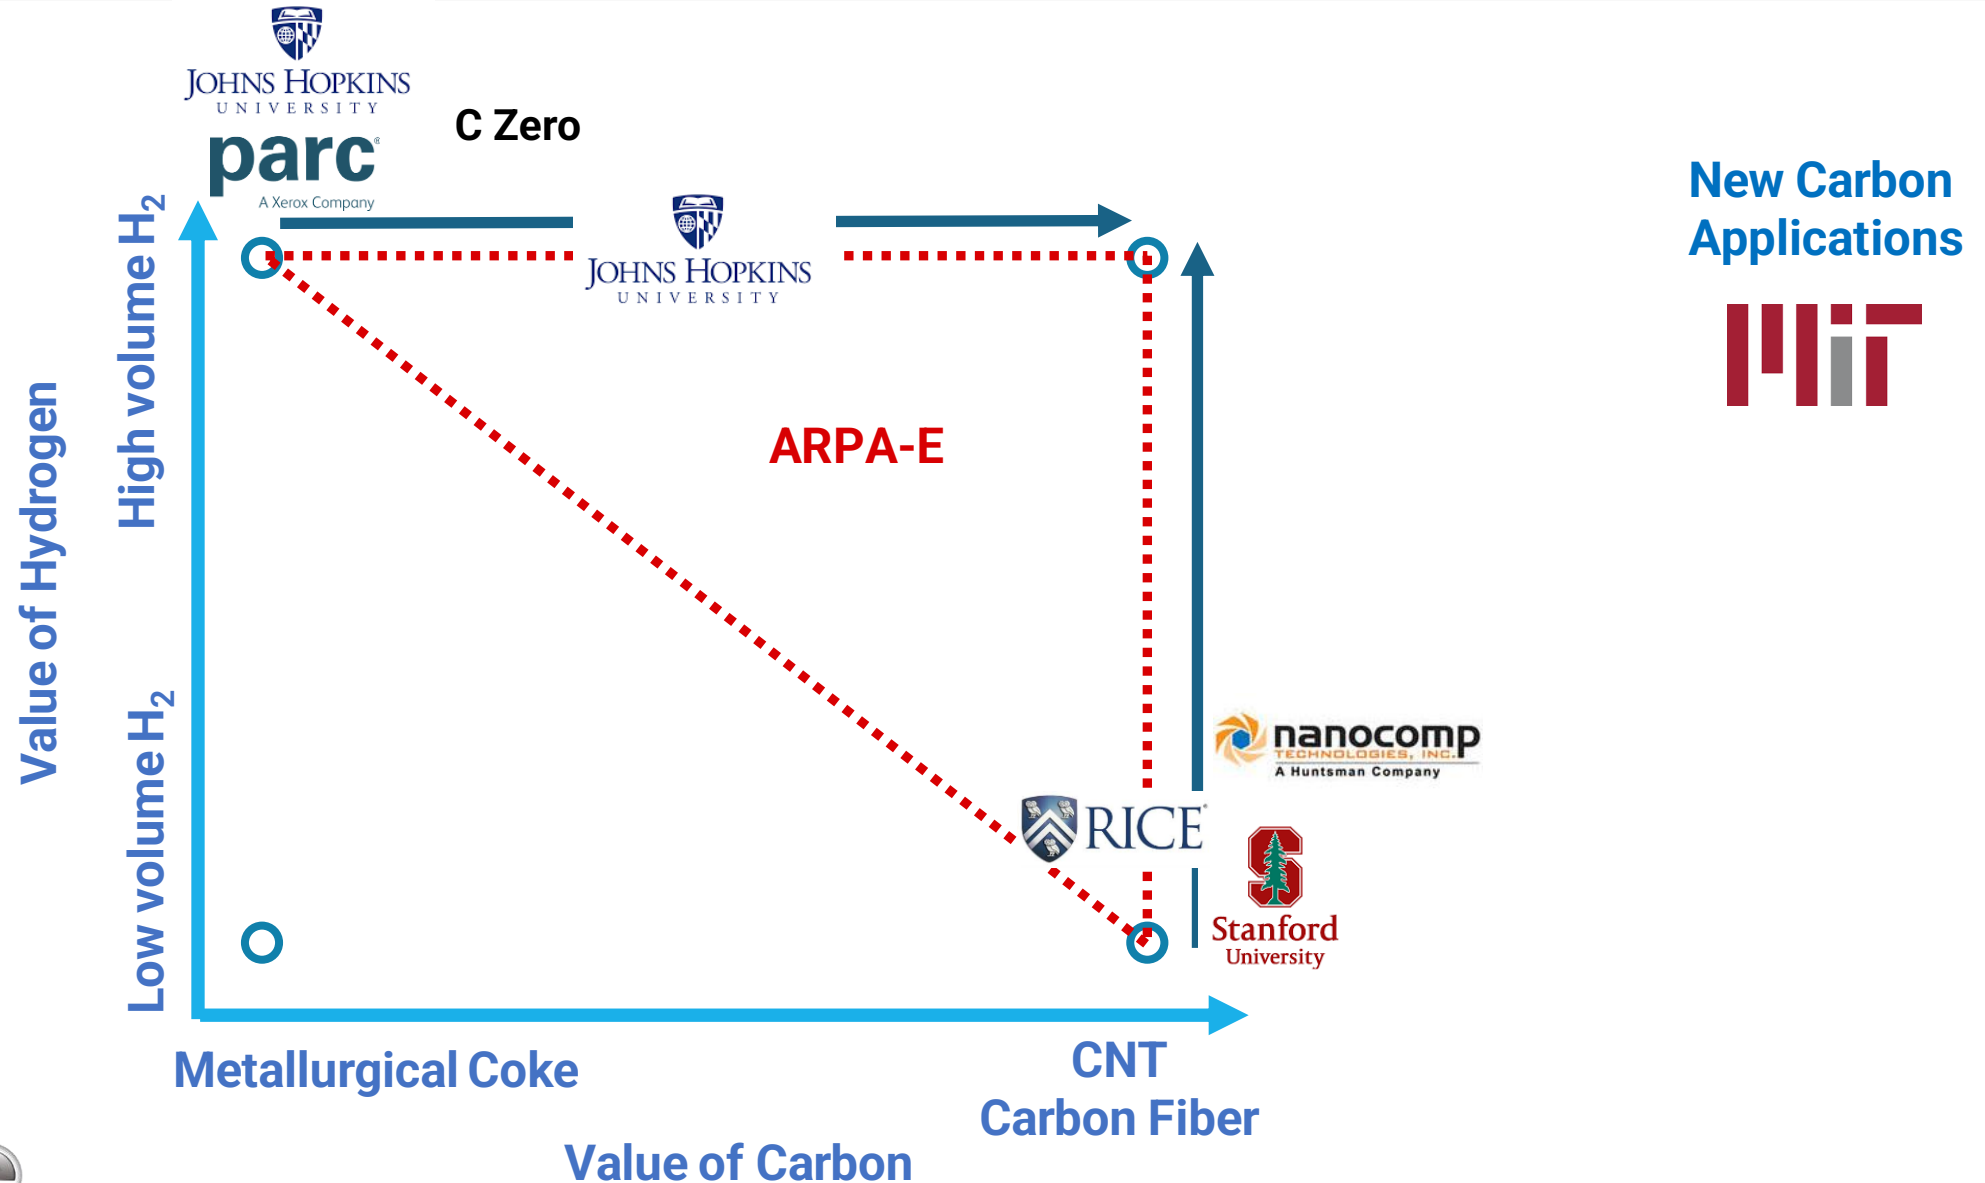 JOHNS HOPKINS
UNIVERSITY
parc®
A Xerox Company
C Zero
JOHNS HOPKINS
UNIVERSITY
New Carbon
Applications
MIT
ARPA-E
Value of Hydrogen
High volume H₂
Low volume H₂
nanocomp
TECHNOLOGIES, INC.
A Huntsman Company
RICE
S
Stanford
University
Metallurgical Coke
CNT
Carbon Fiber
Value of Carbon